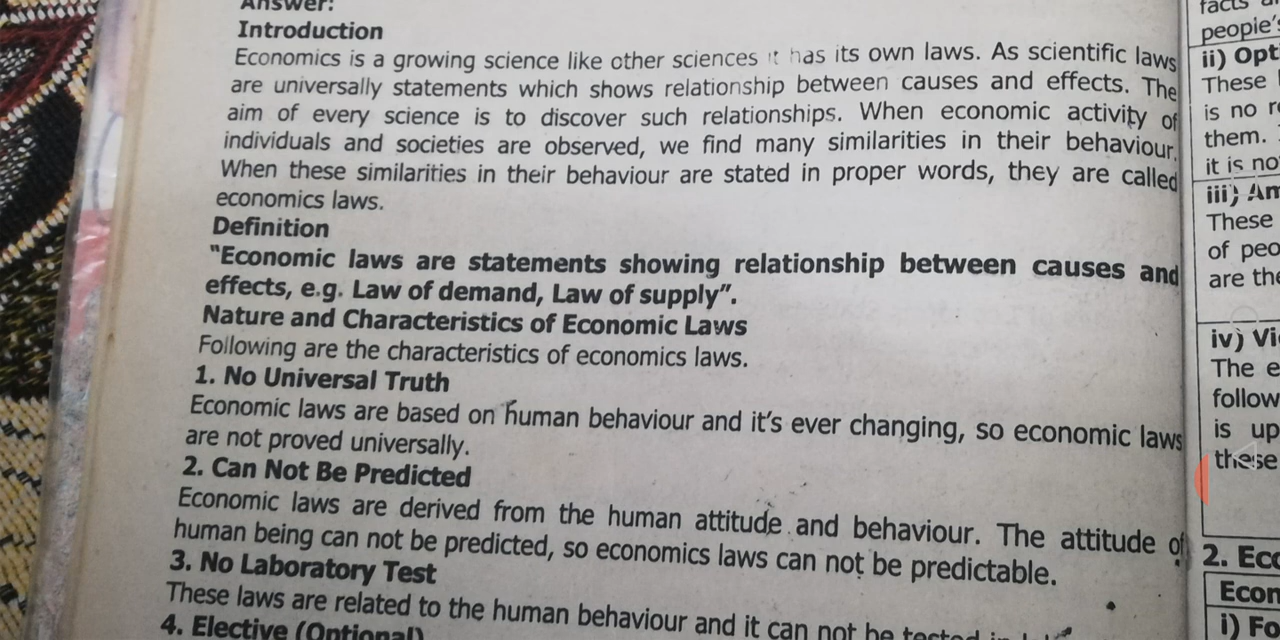 Answer:
Introduction
Economics is a growing science like other sciences it has its own laws. As scientific laws
are universally statements which shows relationship between causes and effects. The
aim of every science is to discover such relationships. When economic activity of
individuals and societies are observed, we find many similarities in their behaviour.
When these similarities in their behaviour are stated in proper words, they are called
economics laws.
Definition
"Economic laws are statements showing relationship between causes and
effects, e.g. Law of demand, Law of supply".
Nature and Characteristics of Economic Laws
Following are the characteristics of economics laws.
1. No Universal Truth
Economic laws are based on human behaviour and it's ever changing, so economic laws
are not proved universally.
2. Can Not Be Predicted
Economic laws are derived from the human attitude and behaviour. The attitude of
human being can not be predicted, so economics laws can not be predictable.
3. No Laboratory Test
These laws are related to the human behaviour and it can not be tested in
4. Elective (Optional)
facts
people's
ii) Opt
These
is no
them.
it is no
iii) Am
These
of peo
are the
iv) Vi
The e
follow
is up
these
2. Eco
Econ
i) Fo